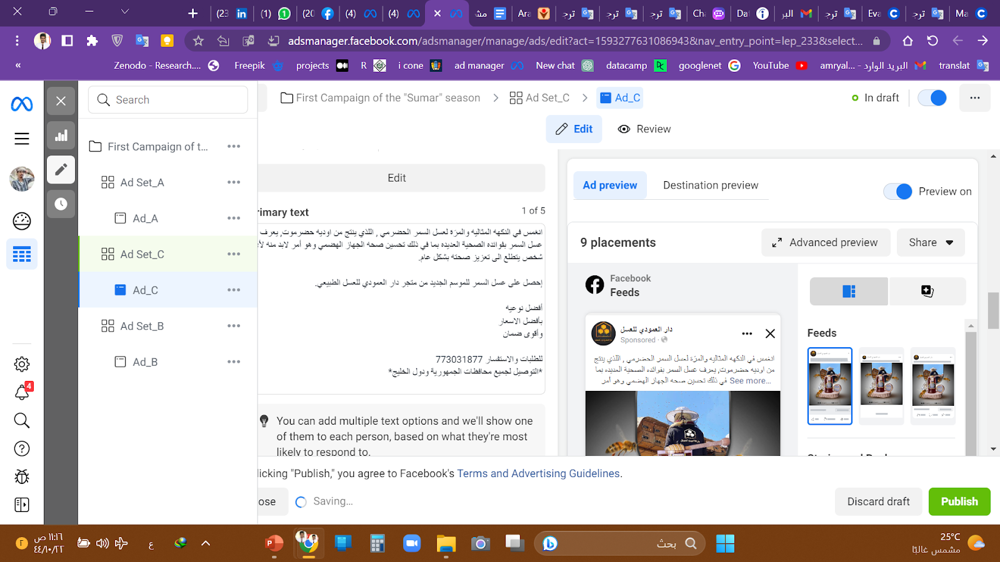 (23
(1)
(20
(4)
(4)
مش
Ara
ترج
ترج
ترج
Cha
Dat
البر
ترج
Eva
ترج
Ma
adsmanager.facebook.com/adsmanager/manage/ads/edit?act=1593277631086943&nav_entry_point=lep_233&select...
«
Zenodo - Research....
Freepik
projects
R
i cone
ad manager
New chat
datacamp
googlenet
YouTube
البريد الوارد - ...amryal
translat
Search
First Campaign of the "Sumar" season
Ad Set_C
Ad_C
In draft
Edit
Review
First Campaign of t...
Ad Set_A
Ad_A
Ad Set_C
Ad_C
Ad Set_B
Ad_B
4
Edit
rimary text
1 of 5
انغمس في النكهه المثاليه والمزة لعسل السمر الحضرمي , اللذي ينتج من اوديه حضرموت, يعرف
عسل السمر بفوائده الصحية العديده بما في ذلك تحسين صحه الجهاز الهضمي وهو أمر لابد منه لأ
شخص يتطلع الى تعزيز صحته بشكل عام.
إحصل على عسل السمر للموسم الجديد من متجر دار العمودي للعسل الطبيعي.
أفضل نوعيه
بأفضل الاسعار
وأقوى ضمان
للطلبات والاستفسار 773031877
*التوصيل لجميع محافظات الجمهورية ودول الخليج*
You can add multiple text options and we'll show one
of them to each person, based on what they're most
likely to respond to.
Ad preview
Destination preview
Preview on
9 placements
Advanced preview
Share
Facebook
Feeds
دار العمودي للعسل
Sponsored ·
انغمس في النكهه المثاليه والمزة لعسل السمر الحضرمي , اللذي ينتج
من اوديه حضرموت, يعرف عسل السمر بفوائده الصحية العديده بما
في ذلك تحسين صحه الجهاز الهضمي وهو أمر See more...
Feeds
licking "Publish," you agree to Facebook's Terms and Advertising Guidelines.
ose
Saving...
Discard draft
Publish
٢
١١:١٦ ص
٤٤/١٠/٢٢
ع
بحث
25°C
مشمس غالبًا